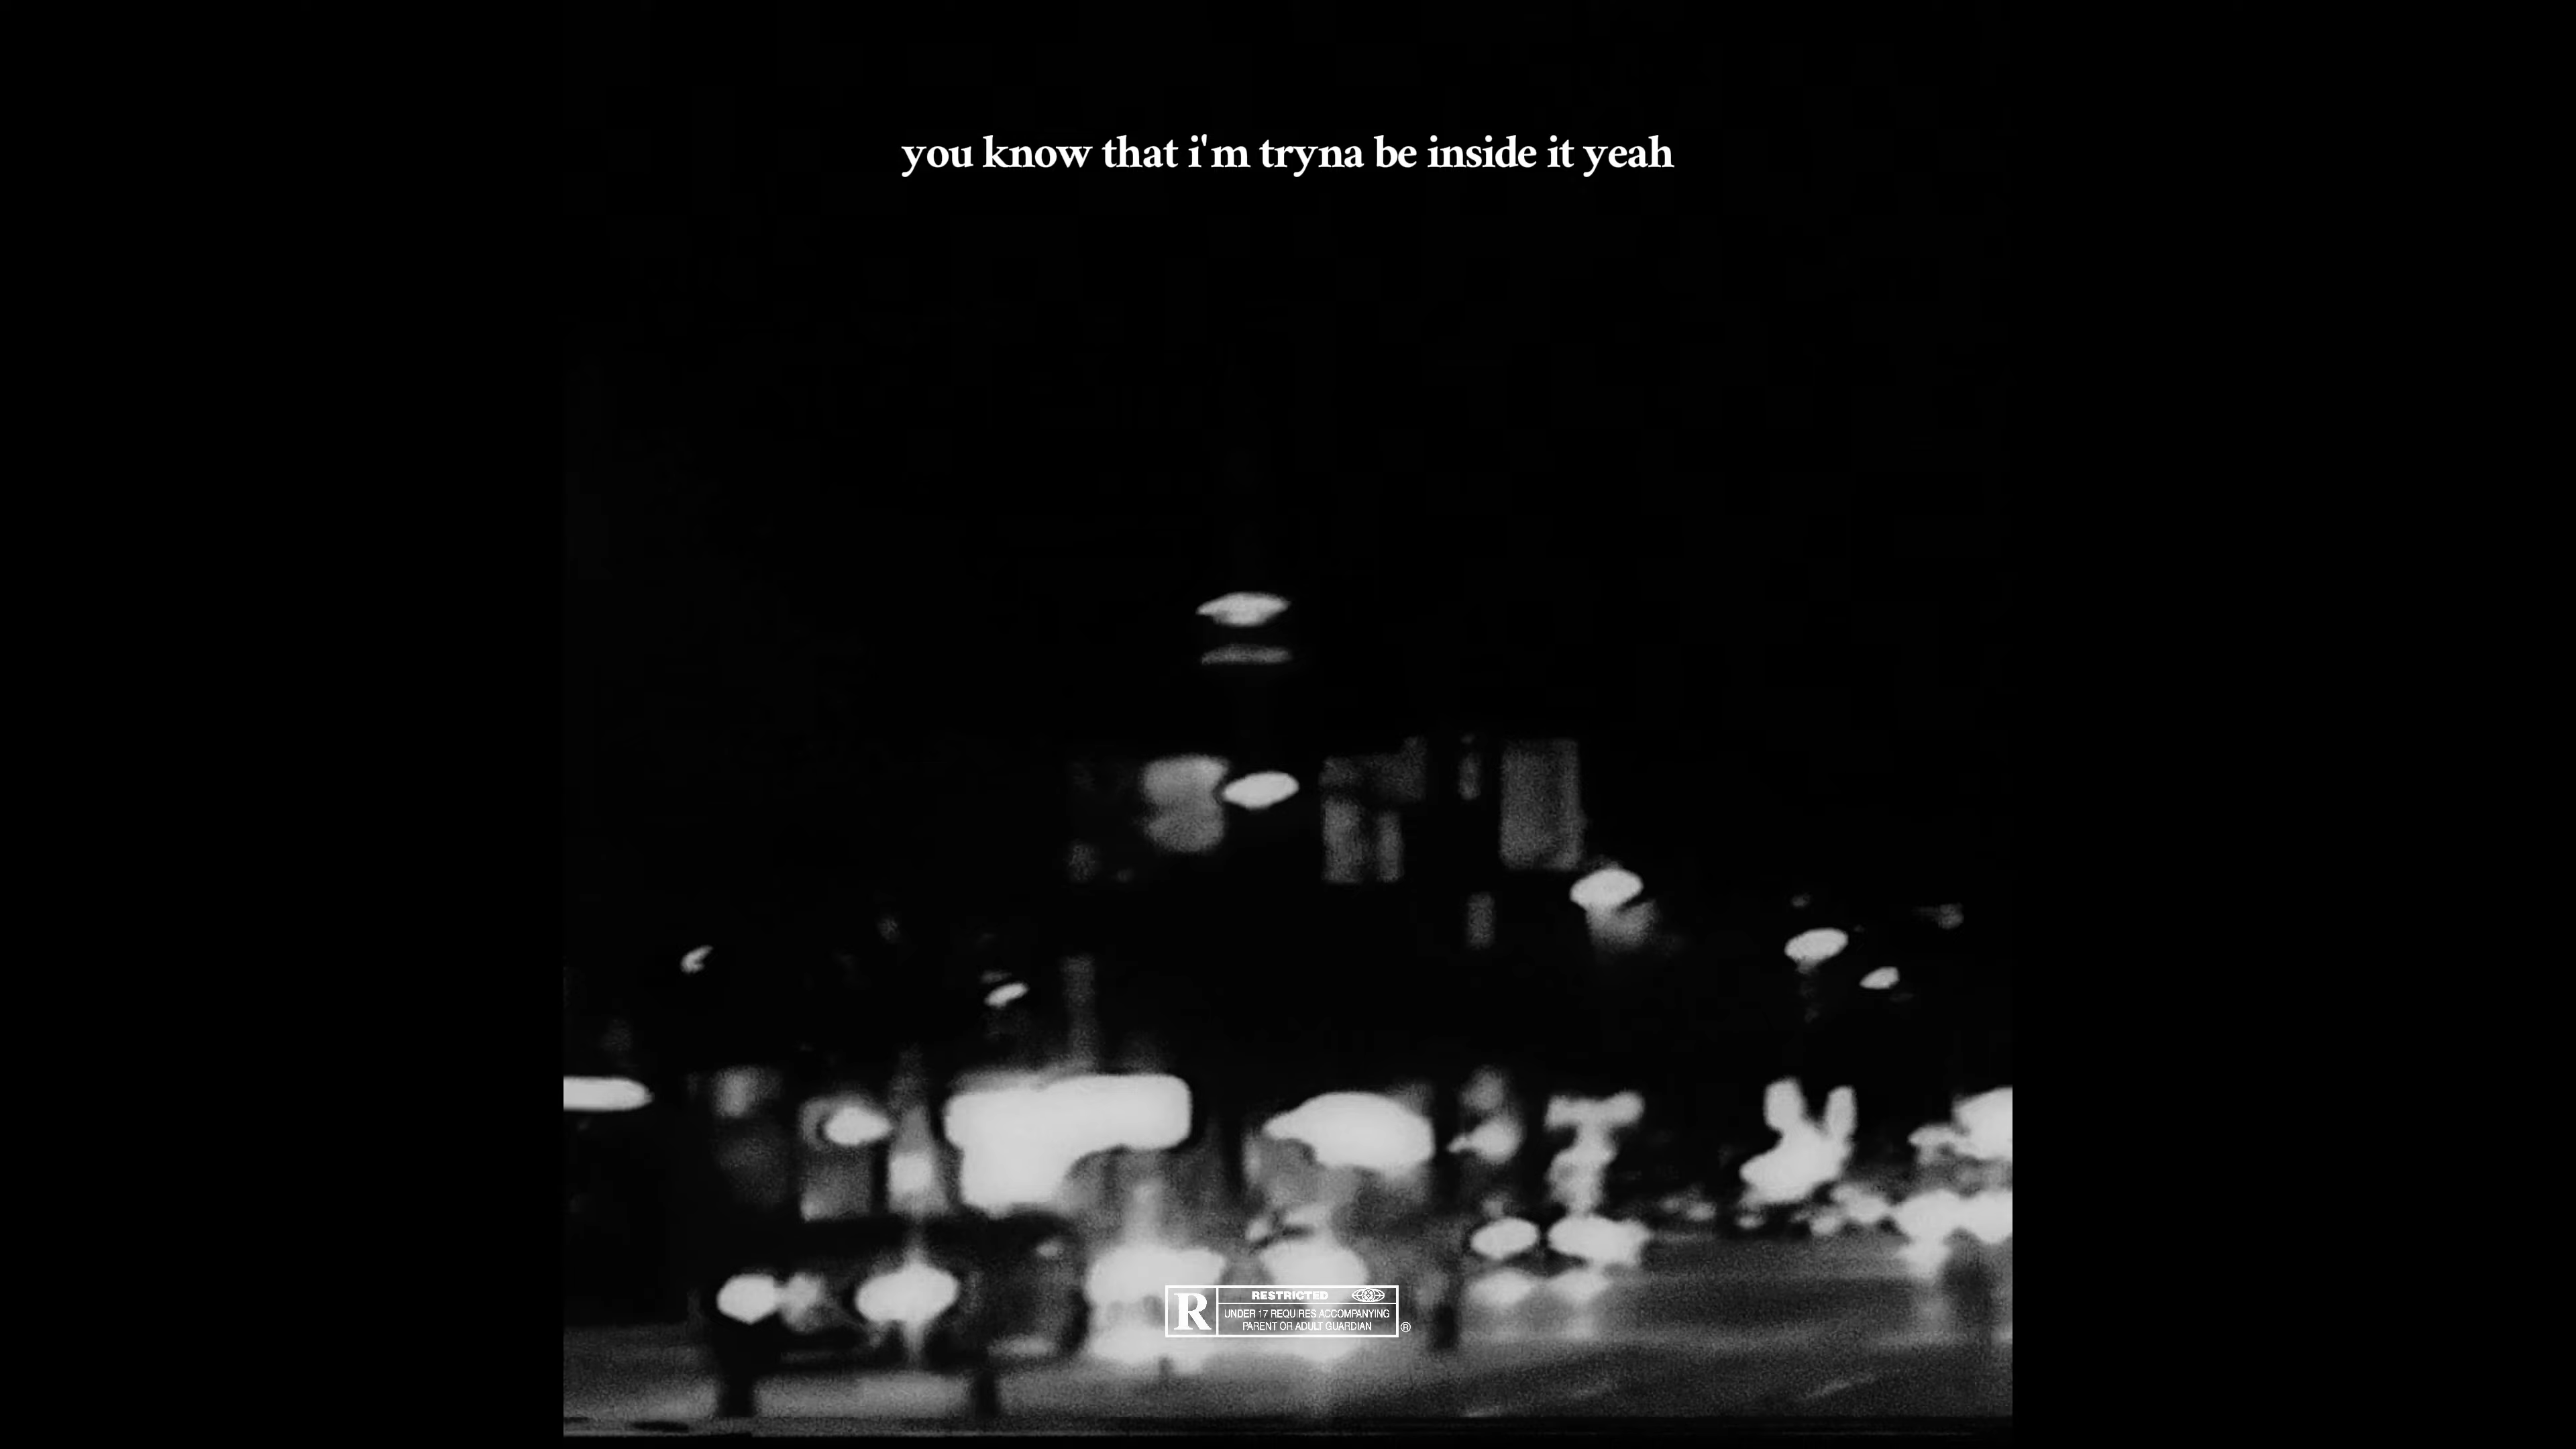 you know that i'm tryna be inside it yeah
R
RESTRICTED
UNDER 17 REQUIRES ACCOMPANYING
PARENT OR ADULT GUARDIAN
®